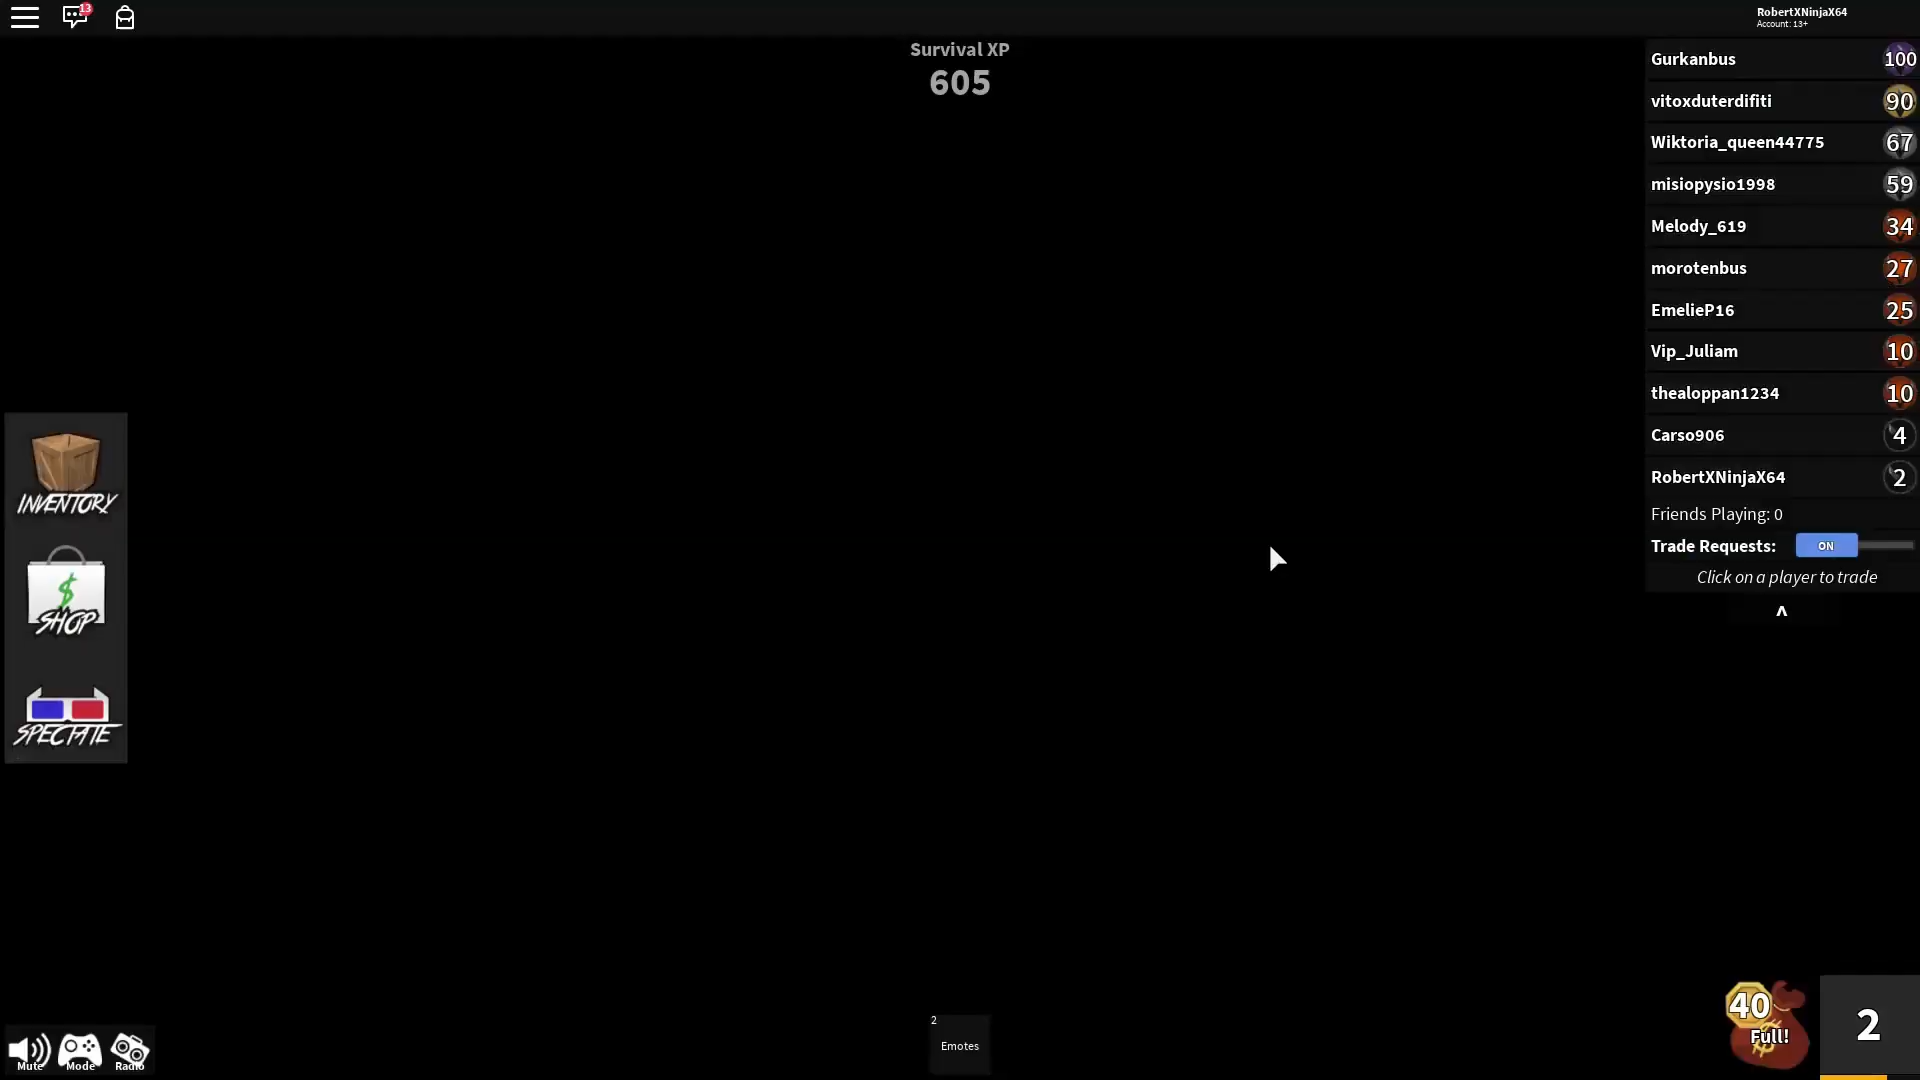 13
RobertXNinjaX64
Account: 13+
Survival XP
605
Gurkanbus 100
vitoxduterdifiti 90
Wiktoria_queen44775 67
misiopysio1998 59
Melody_619 34
morotenbus 27
EmelieP16 25
Vip_Juliam 10
thealoppan1234 10
Carso906 4
RobertXNinjaX64 2
Friends Playing: 0
Trade Requests: ON
Click on a player to trade
INVENTORY
$
SHOP
SPECTATE
Mute Mode Radio
2
Emotes
40
Full!
2